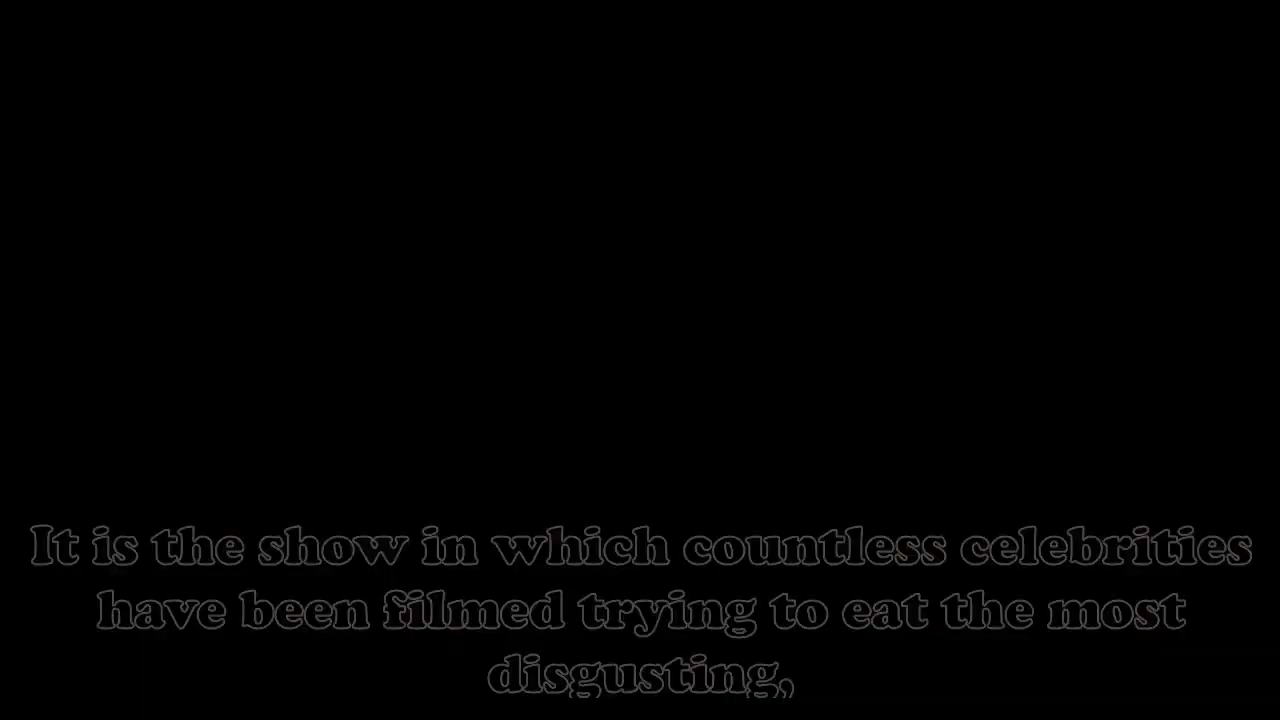 It is the show in which countless celebrities
have been filmed trying to eat the most
disgusting,